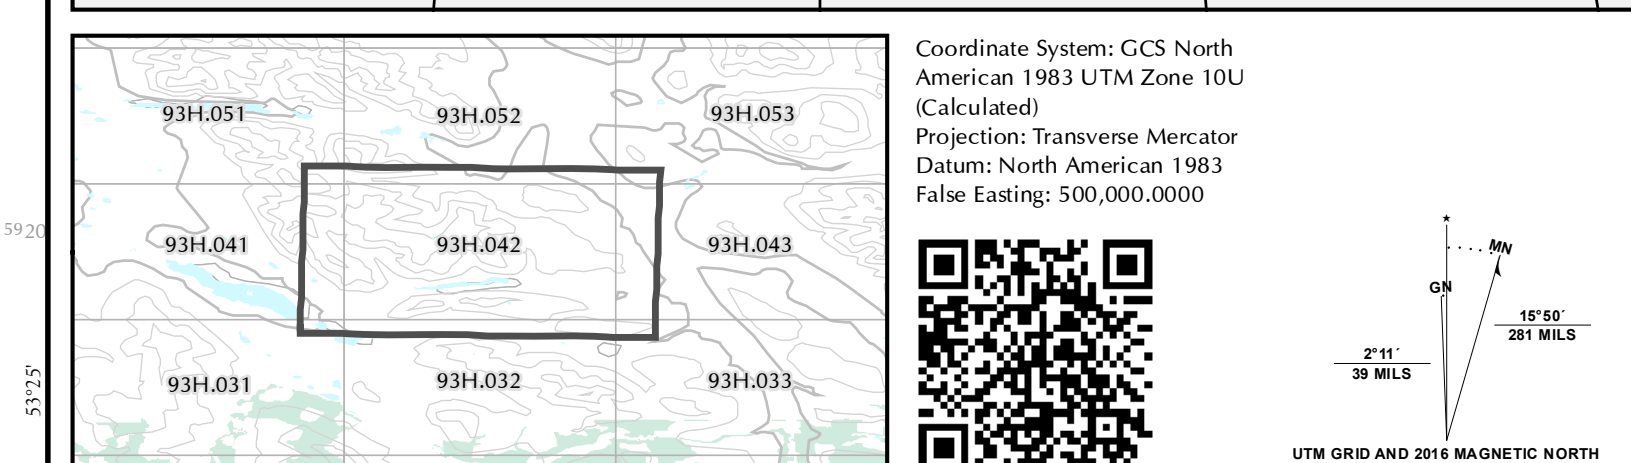 Coordinate System: GCS North
American 1983 UTM Zone 10U
(Calculated)
Projection: Transverse Mercator
Datum: North American 1983
False Easting: 500,000.0000
93H.051
93H.052
93H.053
5920
93H.041
93H.042
93H.043
53°25'
93H.031
93H.032
93H.033
MN
GN
15°50´
281 MILS
2°11´
39 MILS
UTM GRID AND 2016 MAGNETIC NORTH